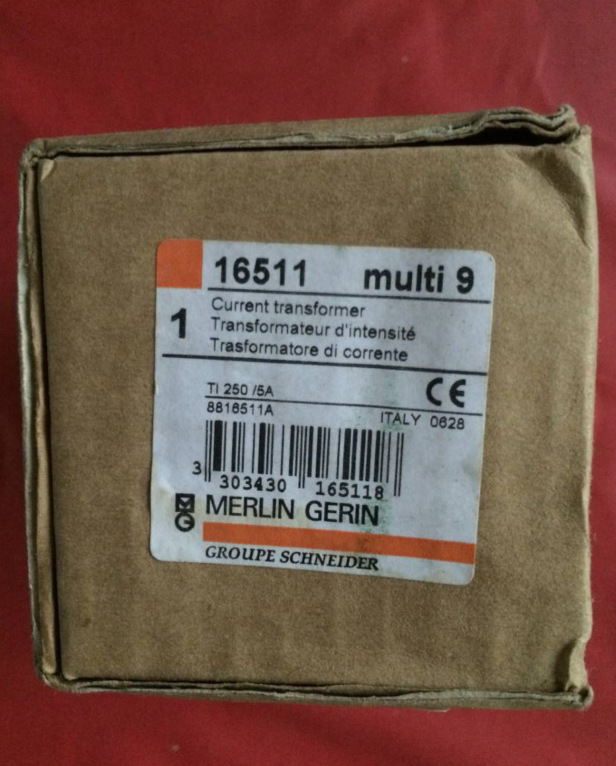 16511 multi 9
1
Current transformer
Transformateur d'intensité
Trasformatore di corrente
TI 250 /5A CE
8816511A ITALY 0628
3 303430 165118
MERLIN GERIN
GROUPE SCHNEIDER